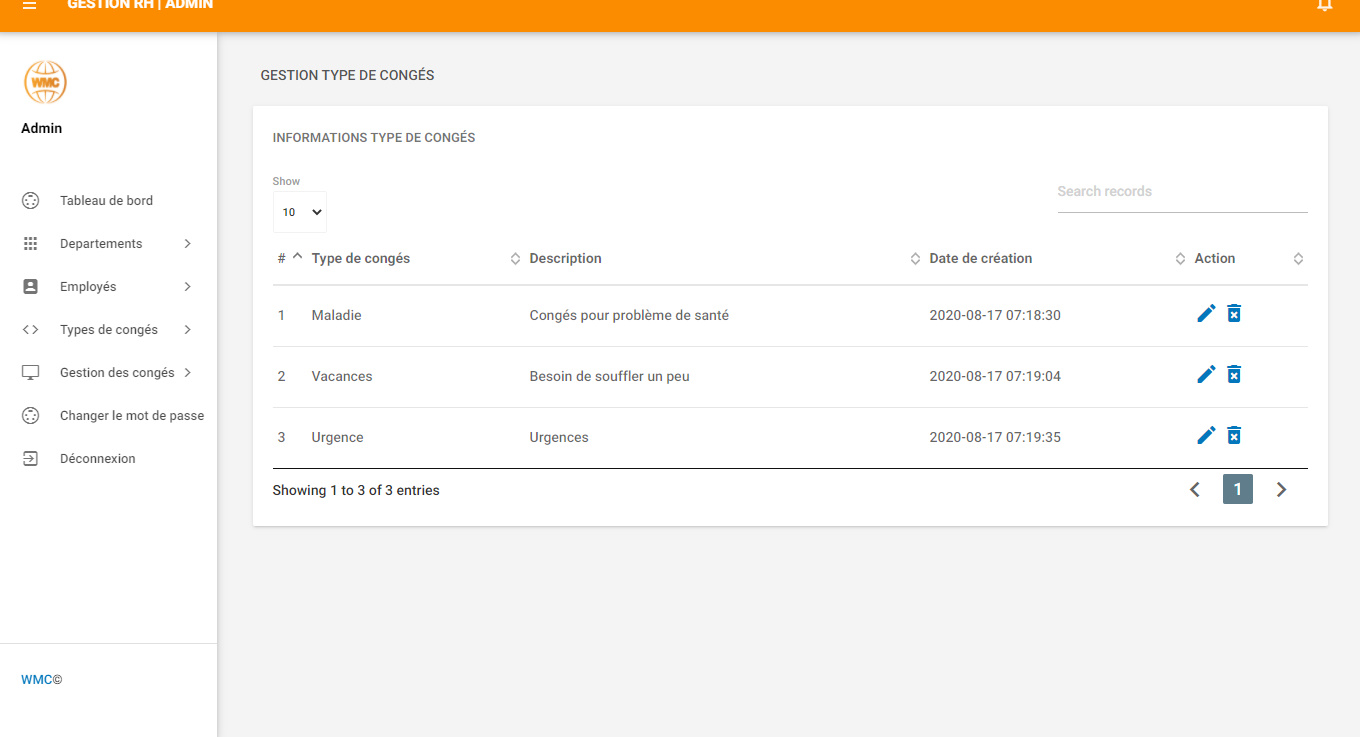 GESTION RH | ADMIN
WMC
Admin
Tableau de bord
Departements
Employés
Types de congés
Gestion des congés
Changer le mot de passe
Déconnexion
WMC©
GESTION TYPE DE CONGÉS
INFORMATIONS TYPE DE CONGÉS
Show
10
Search records
# Type de congés Description Date de création Action
1 Maladie Congés pour problème de santé 2020-08-17 07:18:30
2 Vacances Besoin de souffler un peu 2020-08-17 07:19:04
3 Urgence Urgences 2020-08-17 07:19:35
Showing 1 to 3 of 3 entries
1